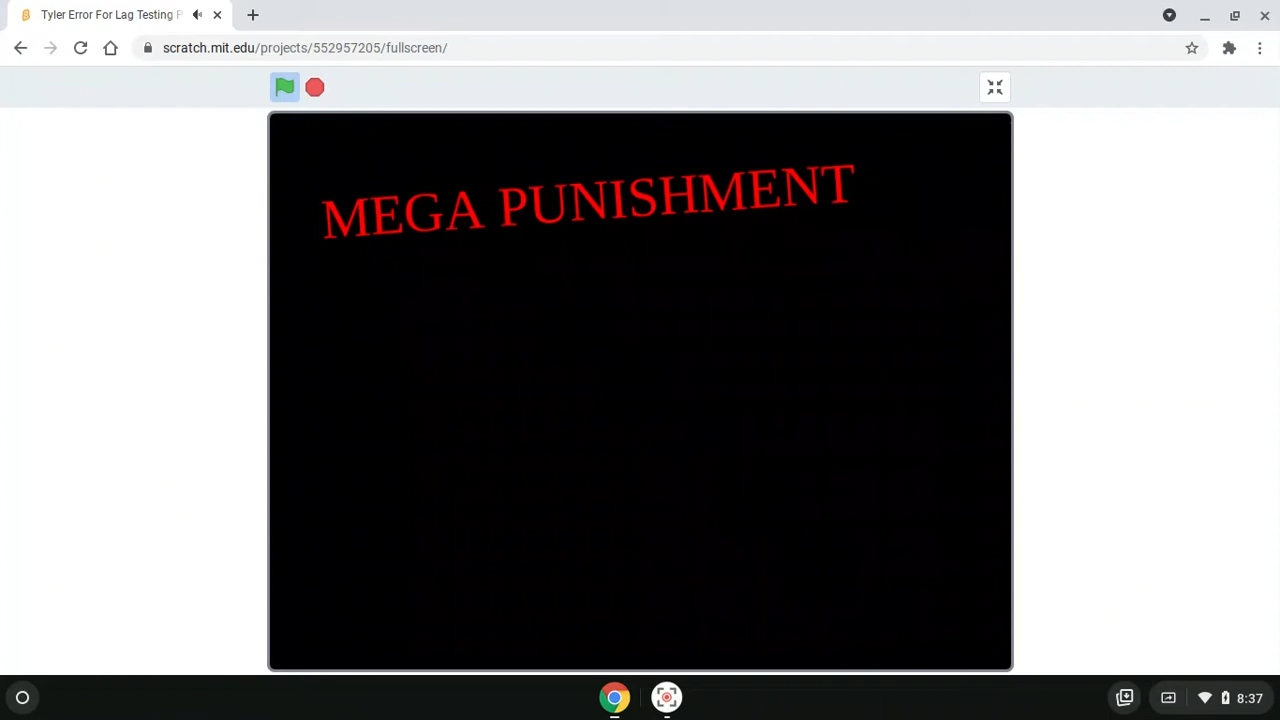 Tyler Error For Lag Testing P
scratch.mit.edu/projects/552957205/fullscreen/
MEGA PUNISHMENT
8:37